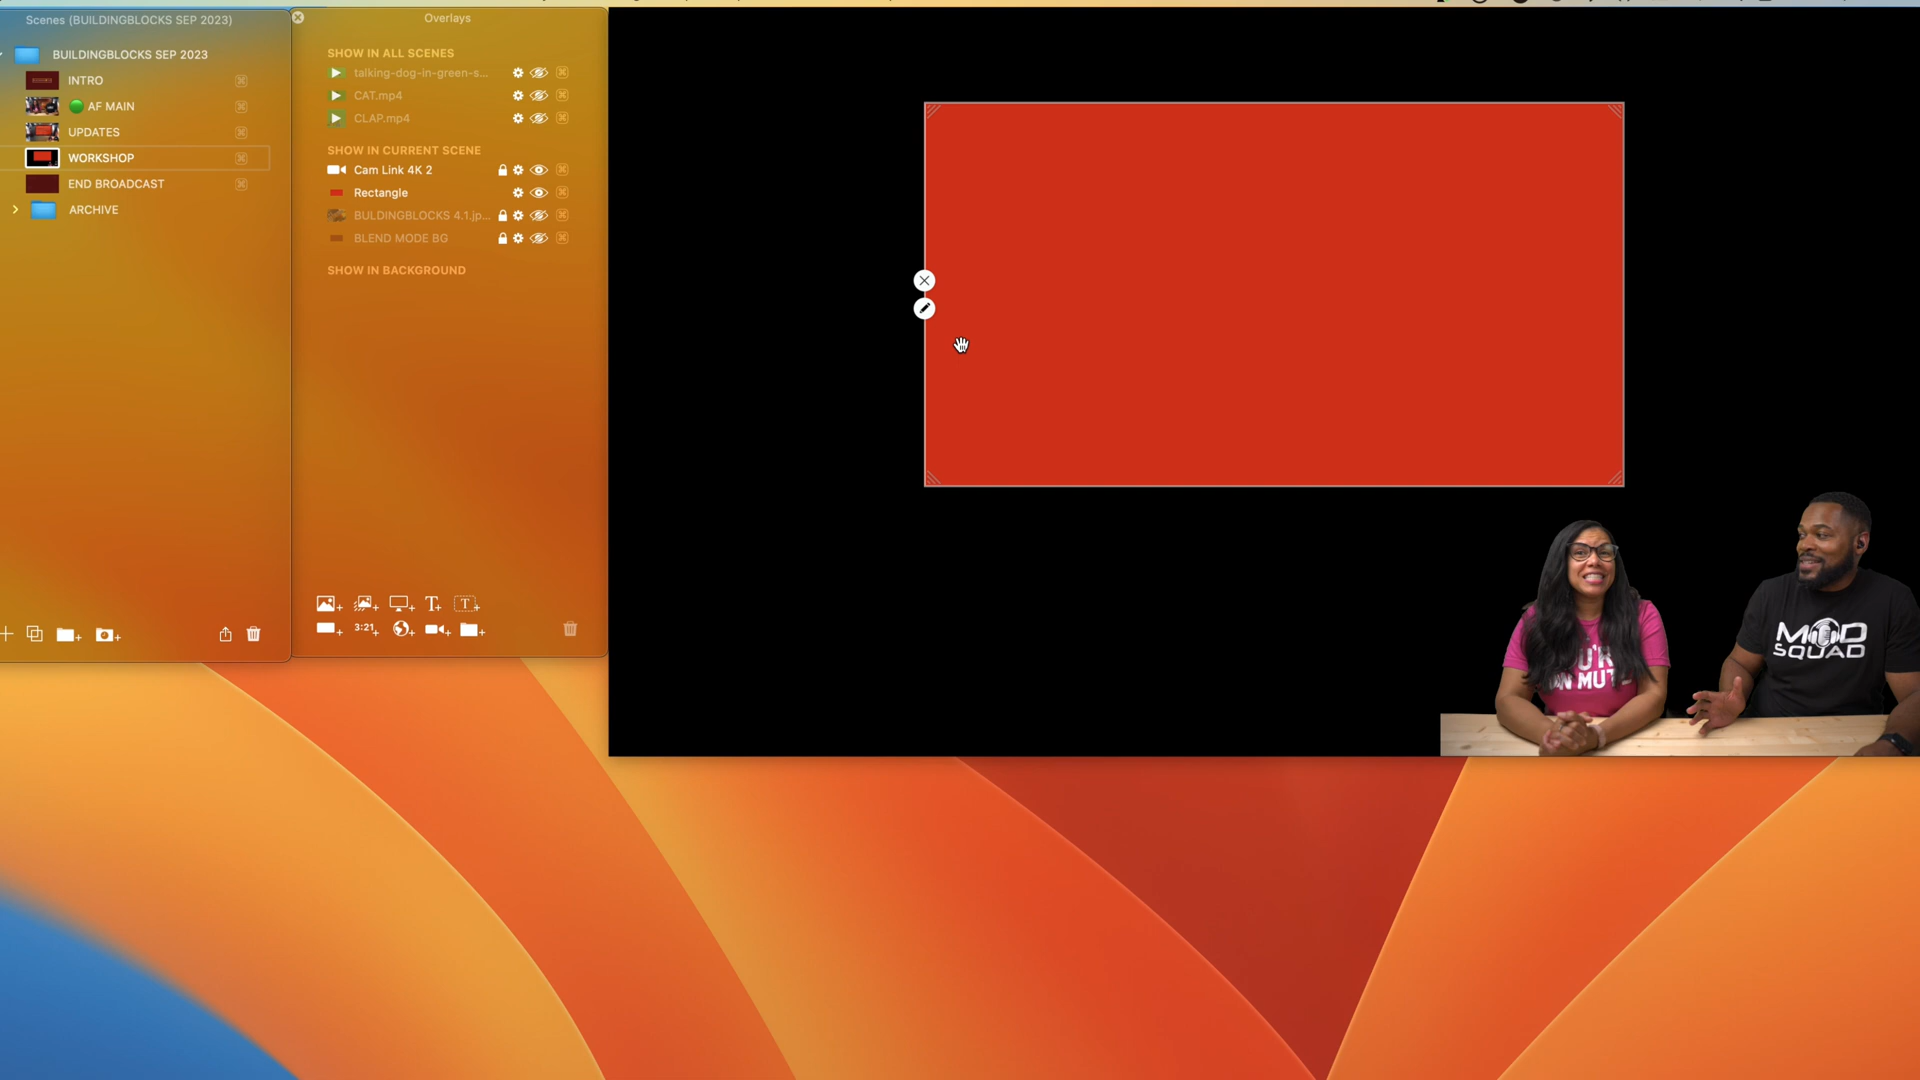 Scenes (BUILDINGBLOCKS SEP 2023)
BUILDINGBLOCKS SEP 2023
INTRO
AF MAIN
UPDATES
WORKSHOP
END BROADCAST
ARCHIVE
Overlays
SHOW IN ALL SCENES
talking-dog-in-green-s...
CAT.mp4
CLAP.mp4
SHOW IN CURRENT SCENE
Cam Link 4K 2
Rectangle
BULDINGBLOCKS 4.1.jp...
BLEND MODE BG
SHOW IN BACKGROUND
T+
T+
3:21+
MOD
SQUAD